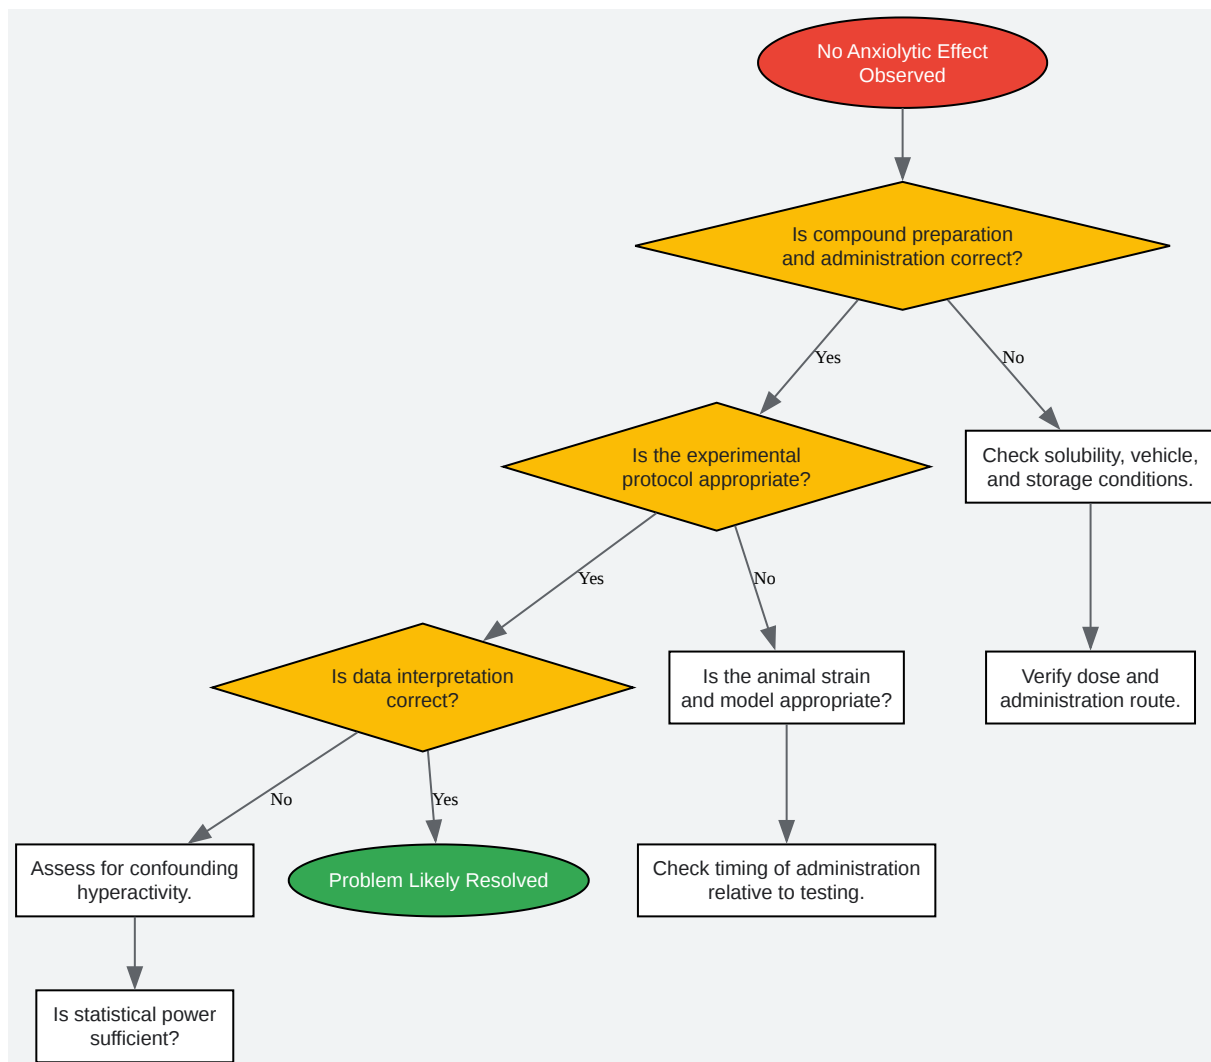 No Anxiolytic Effect
Observed
Is compound preparation
and administration correct?
Yes
No
Is the experimental
protocol appropriate?
Check solubility, vehicle,
and storage conditions.
Yes
No
Is data interpretation
correct?
Is the animal strain
and model appropriate?
Verify dose and
administration route.
No
Yes
Assess for confounding
hyperactivity.
Problem Likely Resolved
Check timing of administration
relative to testing.
Is statistical power
sufficient?